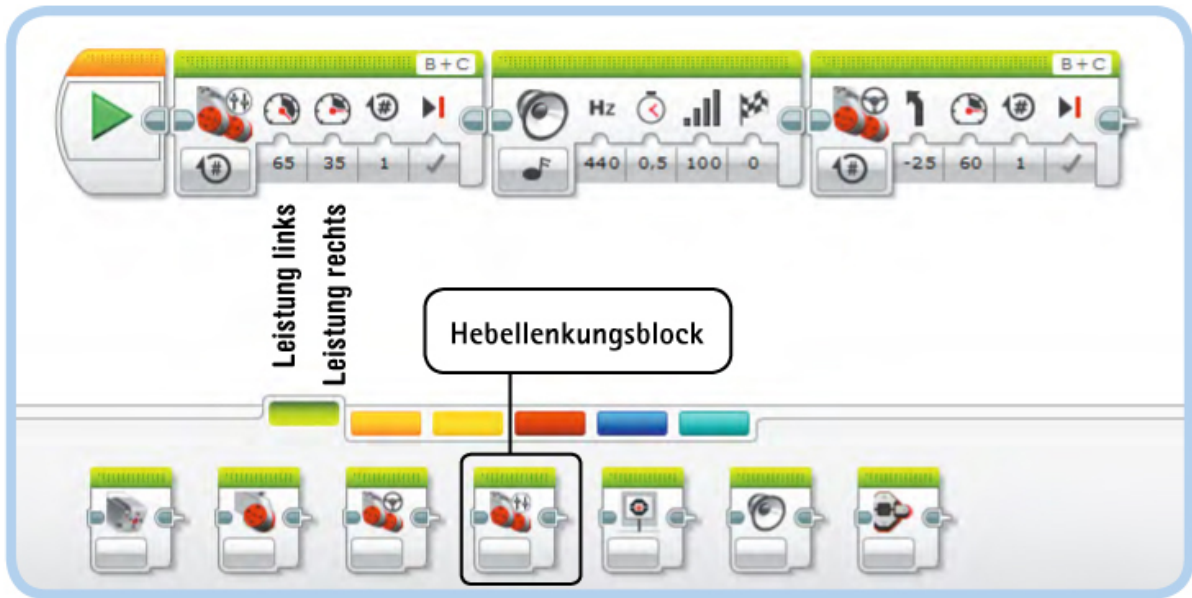 B+C
B+C
#
Hz
#
#
65
35
1
#
440
0,5
100
0
#
-25
60
1
Leistung links
Leistung rechts
Hebellenkungsblock